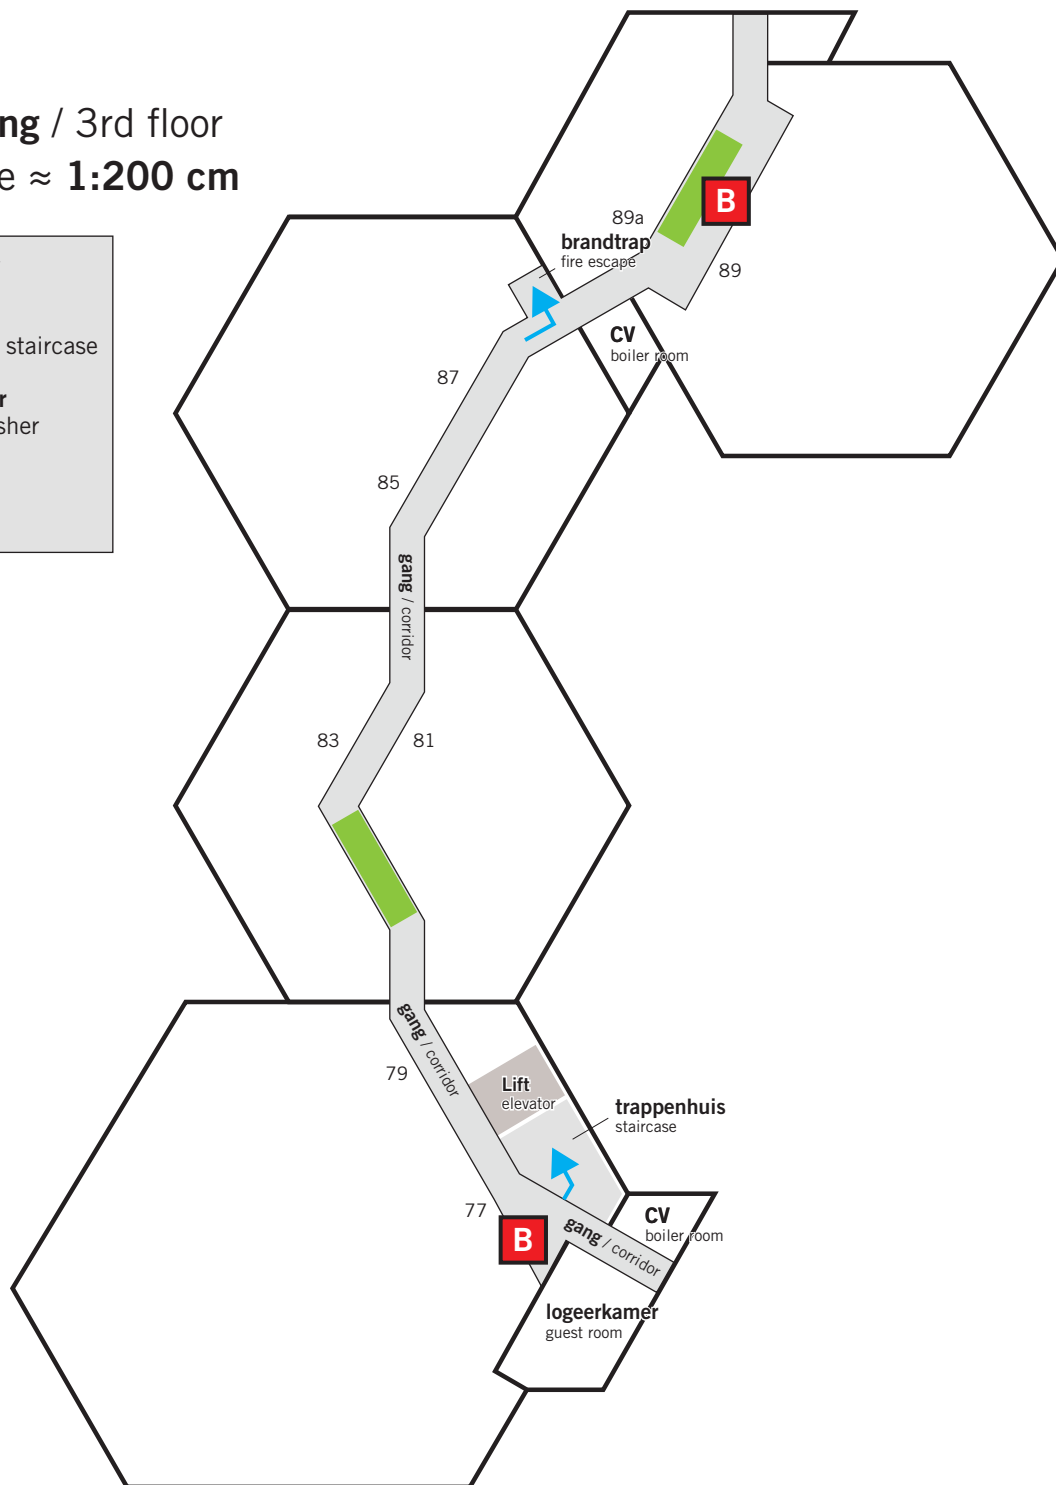 ng / 3rd floor
e ≈ 1:200 cm
staircase
r
sher
89a
brandtrap
fire escape
B
89
CV
boiler room
87
85
gang / corridor
83
81
gang / corridor
79
Lift
elevator
trappenhuis
staircase
77
B
gang / corridor
CV
boiler room
logeerkamer
guest room